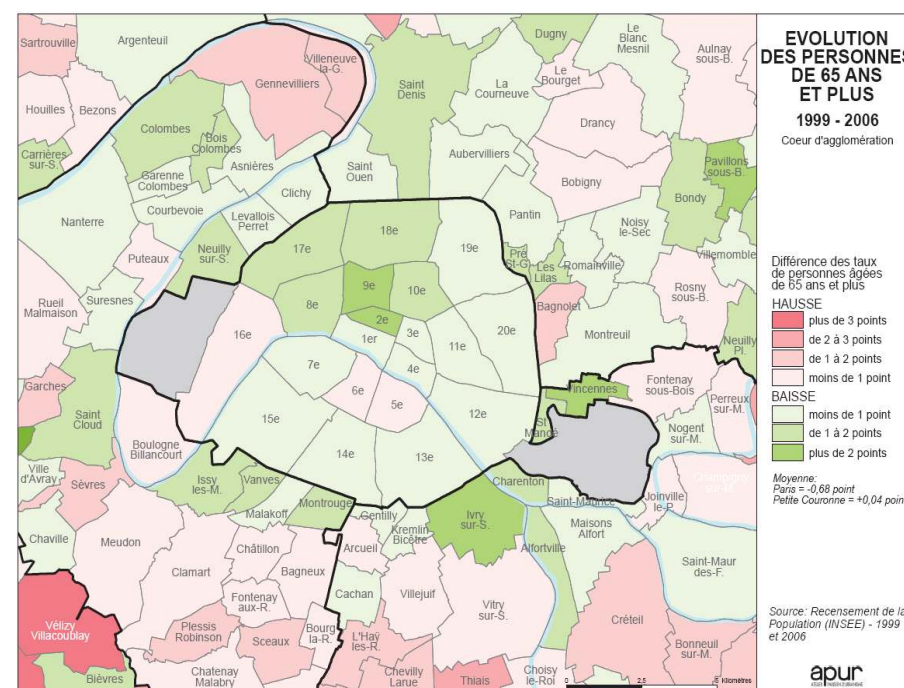 EVOLUTION
DES PERSONNES
DE 65 ANS
ET PLUS
1999 - 2006
Coeur d'agglomération
Différence des taux
de personnes âgées
de 65 ans et plus
HAUSSE
plus de 3 points
de 2 à 3 points
de 1 à 2 points
moins de 1 point
BAISSE
moins de 1 point
de 1 à 2 points
plus de 2 points
Moyenne:
Paris = -0,68 point
Petite Couronne = +0,04 point
Source: Recensement de la
Population (INSEE) - 1999
et 2006
apur
0 2,5 5 Kilomètres
Sartrouville
Argenteuil
Villeneuve
la-G.
Gennevilliers
Houilles
Bezons
Colombes
Bois
Colombes
Carrières
sur-S.
Garenne
Colombes
Asnières
Nanterre
Courbevoie
Clichy
Levallois
Perret
Puteaux
Neuilly
sur-S.
Rueil
Malmaison
Suresnes
Garches
Saint
Cloud
Boulogne
Billancourt
Ville
d'Avray
Sèvres
Chaville
Meudon
Issy
les-M.
Vanves
Malakoff
Montrouge
Clamart
Châtillon
Bagneux
Fontenay
aux-R.
Vélizy
Villacoublay
Plessis
Robinson
Sceaux
Bourg
la-R.
Bièvres
Chatenay
Malabry
Saint
Denis
Dugny
La
Courneuve
Le
Bourget
Le
Blanc
Mesnil
Aulnay
sous-B.
Drancy
Aubervilliers
Saint
Ouen
Bobigny
Pantin
Noisy
le-Sec
Bondy
Pavillons
sous-B.
Pré
St-G.
Les
Lilas
Romainville
Villemomble
Bagnolet
Rosny
sous-B.
Montreuil
Neuilly
Pl.
Vincennes
Fontenay
sous-Bois
Perreux
sur-M.
St
Mandé
Nogent
sur-M.
Champigny
sur-M.
Charenton
Saint-Maurice
Joinville
le-P.
Maisons
Alfort
Saint-Maur
des-F.
Gentilly
Kremlin
Bicêtre
Ivry
sur-S.
Alfortville
Arcueil
Cachan
Villejuif
Vitry
sur-S.
Créteil
L'Haÿ
les-R.
Chevilly
Larue
Thiais
Choisy
le-Roi
Bonneuil
sur-M.
17e
18e
19e
8e
9e
10e
2e
1er
3e
4e
11e
20e
16e
7e
6e
5e
12e
15e
14e
13e